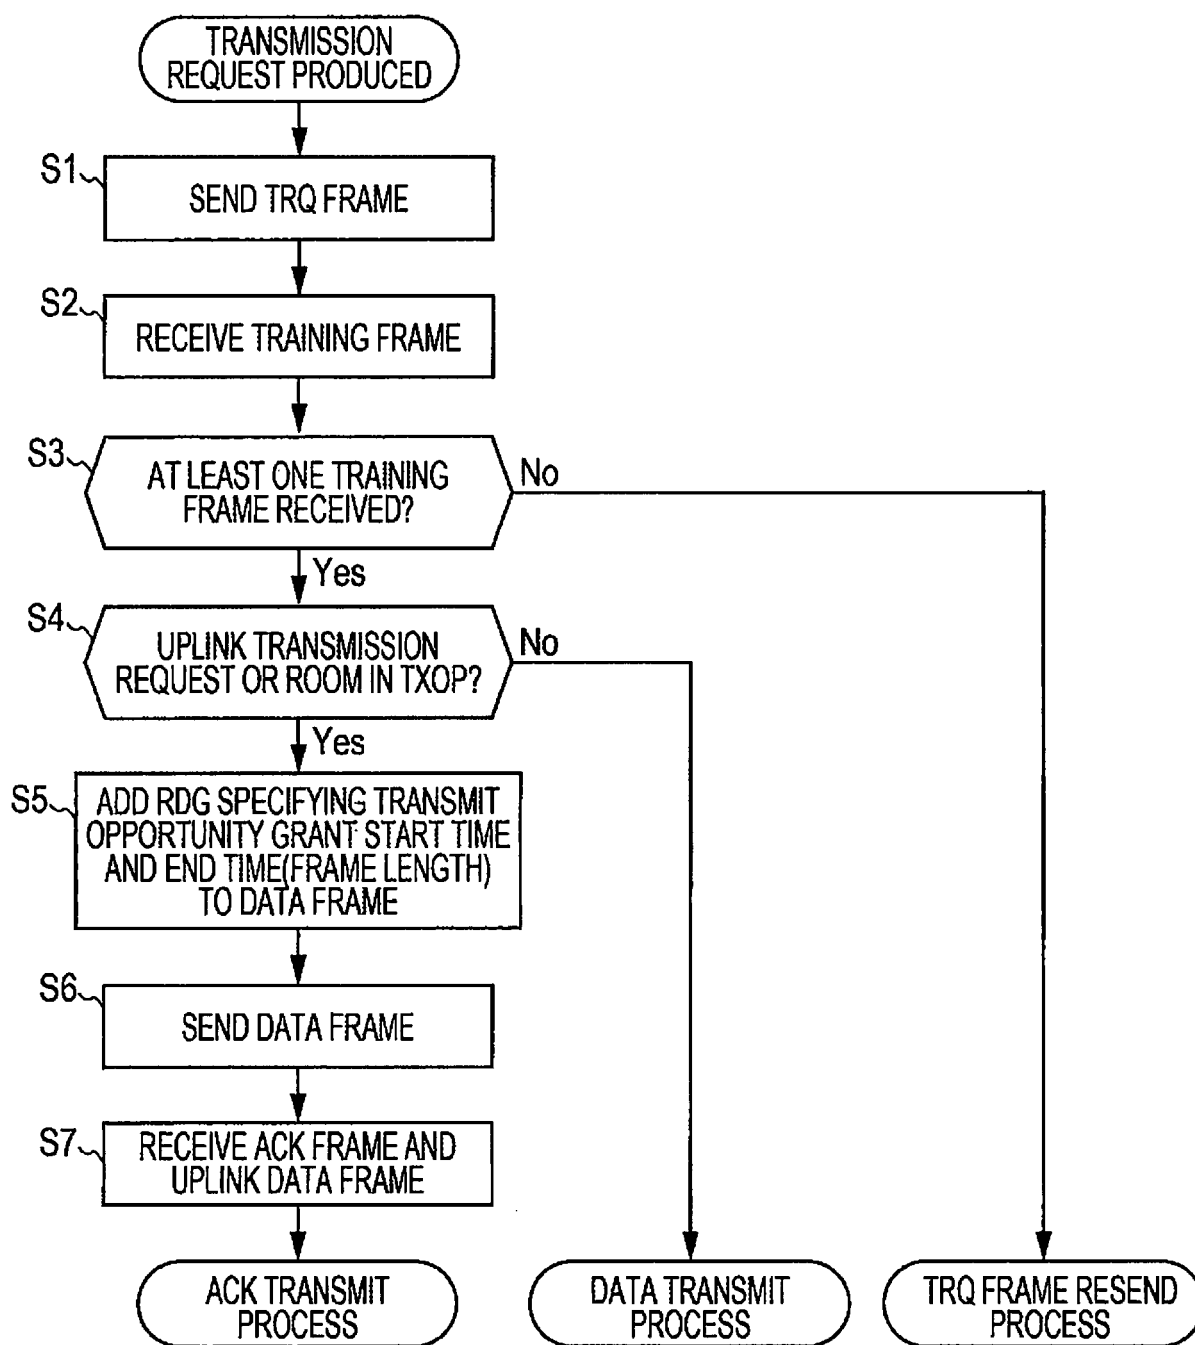 TRANSMISSION
REQUEST PRODUCED
S1
SEND TRQ FRAME
S2
RECEIVE TRAINING FRAME
S3
AT LEAST ONE TRAINING
FRAME RECEIVED?
No
Yes
S4
UPLINK TRANSMISSION
REQUEST OR ROOM IN TXOP?
No
Yes
S5
ADD RDG SPECIFYING TRANSMIT
OPPORTUNITY GRANT START TIME
AND END TIME(FRAME LENGTH)
TO DATA FRAME
S6
SEND DATA FRAME
S7
RECEIVE ACK FRAME AND
UPLINK DATA FRAME
ACK TRANSMIT
PROCESS
DATA TRANSMIT
PROCESS
TRQ FRAME RESEND
PROCESS